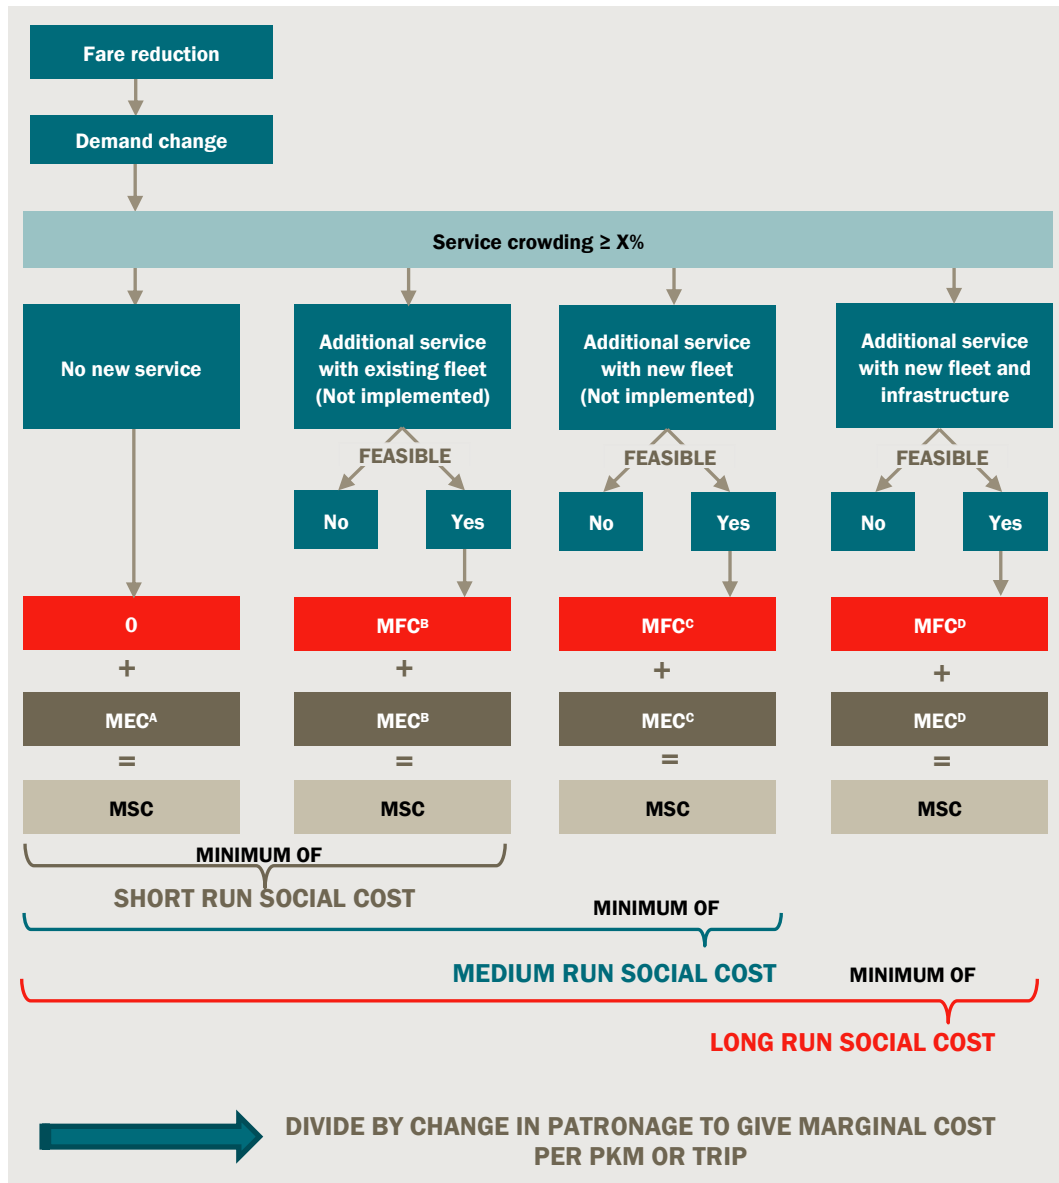 Fare reduction
Demand change
Service crowding ≥ X%
No new service
Additional service
with existing fleet
(Not implemented)
Additional service
with new fleet
(Not implemented)
Additional service
with new fleet and
infrastructure
FEASIBLE
FEASIBLE
FEASIBLE
No
Yes
No
Yes
No
Yes
0
MFCᴮ
MFCᶜ
MFCᴰ
+
+
+
+
MECᴬ
MECᴮ
MECᶜ
MECᴰ
=
=
=
=
MSC
MSC
MSC
MSC
MINIMUM OF
SHORT RUN SOCIAL COST
MINIMUM OF
MEDIUM RUN SOCIAL COST
MINIMUM OF
LONG RUN SOCIAL COST
DIVIDE BY CHANGE IN PATRONAGE TO GIVE MARGINAL COST
PER PKM OR TRIP